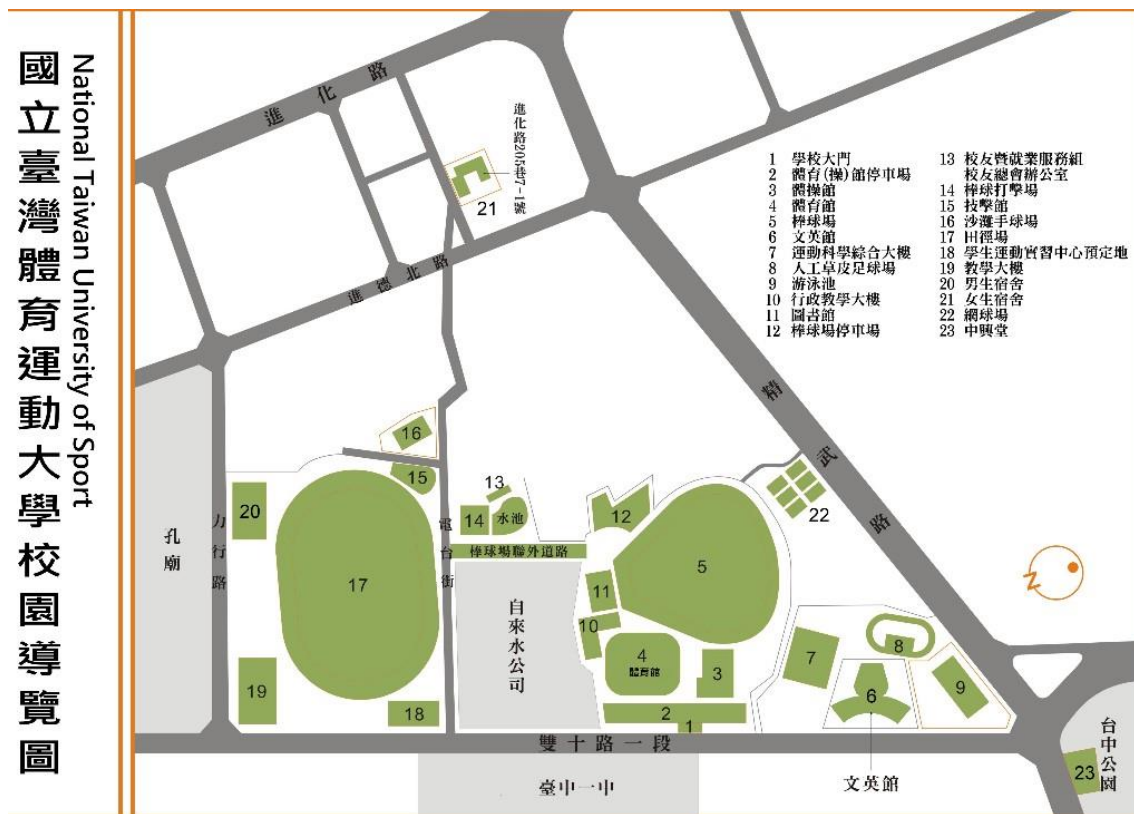 國立臺灣體育運動大學校園導覽圖
National Taiwan University of Sport
進化路
進化路205巷7-1號
21
進德北路
1 學校大門
2 體育(操)館停車場
3 體操館
4 體育館
5 棒球場
6 文英館
7 運動科學綜合大樓
8 人工草皮足球場
9 游泳池
10 行政教學大樓
11 圖書館
12 棒球場停車場
13 校友暨就業服務組
校友總會辦公室
14 棒球打擊場
15 技擊館
16 沙灘手球場
17 田徑場
18 學生運動實習中心預定地
19 教學大樓
20 男生宿舍
21 女生宿舍
22 網球場
23 中興堂
精武路
16
15
13
14
水池
12
22
20
孔廟
力行路
電台街
棒球場聯外道路
17
5
自來水公司
11
10
4
體育館
3
7
8
6
9
N
19
18
2
1
雙十路一段
臺中一中
文英館
台中公園
23